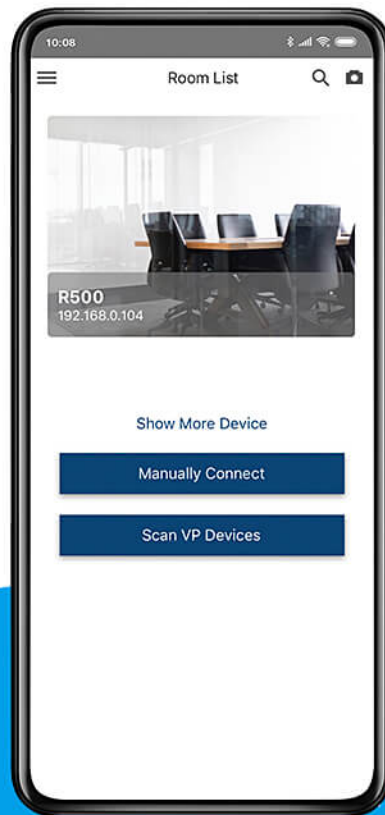 10:08
Room List
R500
192.168.0.104
Show More Device
Manually Connect
Scan VP Devices